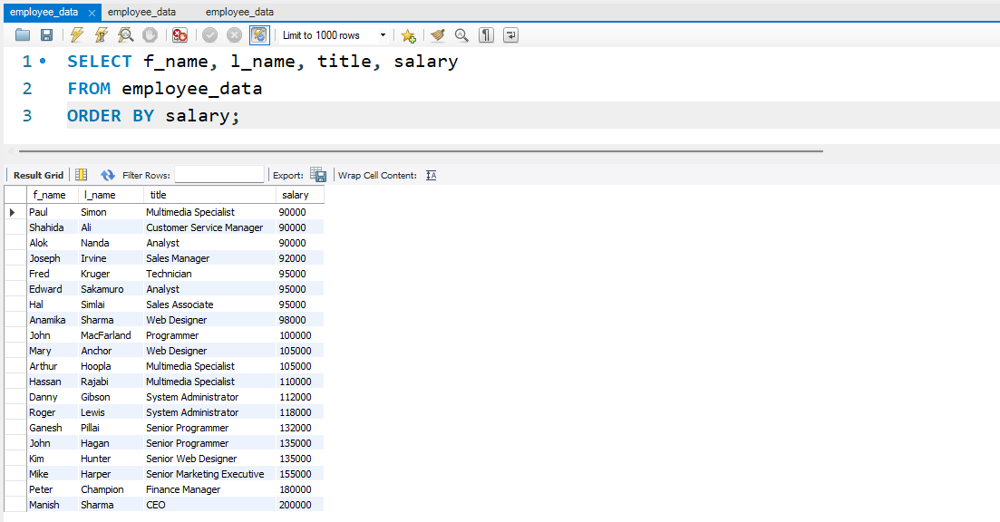 employee_data × employee_data employee_data
Limit to 1000 rows
1 SELECT f_name, l_name, title, salary
2 FROM employee_data
3 ORDER BY salary;
Result Grid Filter Rows: Export: Wrap Cell Content:
f_name l_name title salary
Paul Simon Multimedia Specialist 90000
Shahida Ali Customer Service Manager 90000
Alok Nanda Analyst 90000
Joseph Irvine Sales Manager 92000
Fred Kruger Technician 95000
Edward Sakamuro Analyst 95000
Hal Simlai Sales Associate 95000
Anamika Sharma Web Designer 98000
John MacFarland Programmer 100000
Mary Anchor Web Designer 105000
Arthur Hoopla Multimedia Specialist 105000
Hassan Rajabi Multimedia Specialist 110000
Danny Gibson System Administrator 112000
Roger Lewis System Administrator 118000
Ganesh Pillai Senior Programmer 132000
John Hagan Senior Programmer 135000
Kim Hunter Senior Web Designer 135000
Mike Harper Senior Marketing Executive 155000
Peter Champion Finance Manager 180000
Manish Sharma CEO 200000